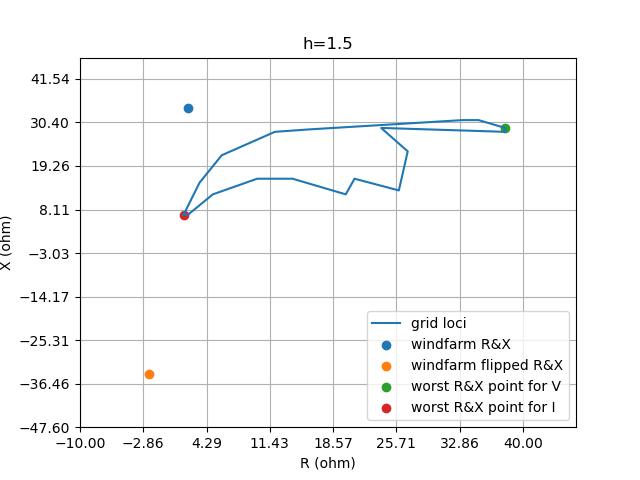 h=1.5
41.54
30.40
19.26
8.11
−3.03
−14.17
−25.31
−36.46
−47.60
X (ohm)
grid loci
windfarm R&X
windfarm flipped R&X
worst R&X point for V
worst R&X point for I
−10.00 −2.86 4.29 11.43 18.57 25.71 32.86 40.00
R (ohm)